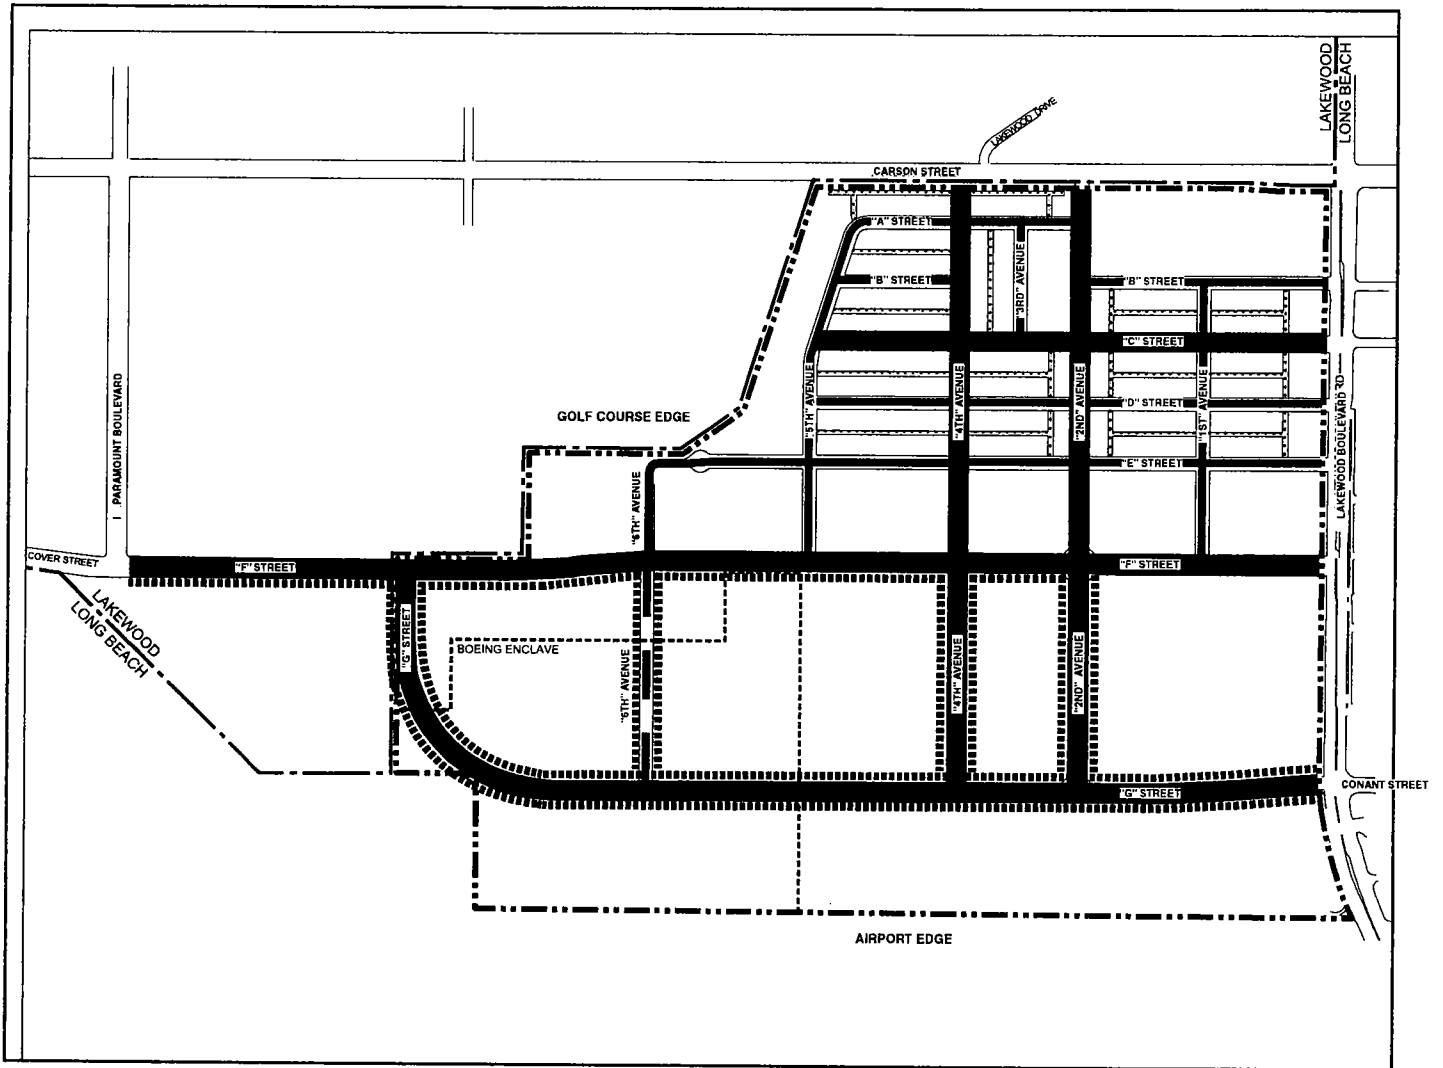 LAKEWOOD
LONG BEACH
LAKEWOOD DRIVE
CARSON STREET
"A" STREET
"3RD" AVENUE
"B" STREET
"B" STREET
"C" STREET
PARAMOUNT BOULEVARD
GOLF COURSE EDGE
"5TH" AVENUE
"4TH" AVENUE
"2ND" AVENUE
"D" STREET
"1ST" AVENUE
LAKEWOOD BOULEVARD RD
"E" STREET
"6TH" AVENUE
COVER STREET
"F" STREET
"F" STREET
LAKEWOOD
LONG BEACH
"G" STREET
BOEING ENCLAVE
"6TH" AVENUE
"4TH" AVENUE
"2ND" AVENUE
"G" STREET
CONANT STREET
AIRPORT EDGE